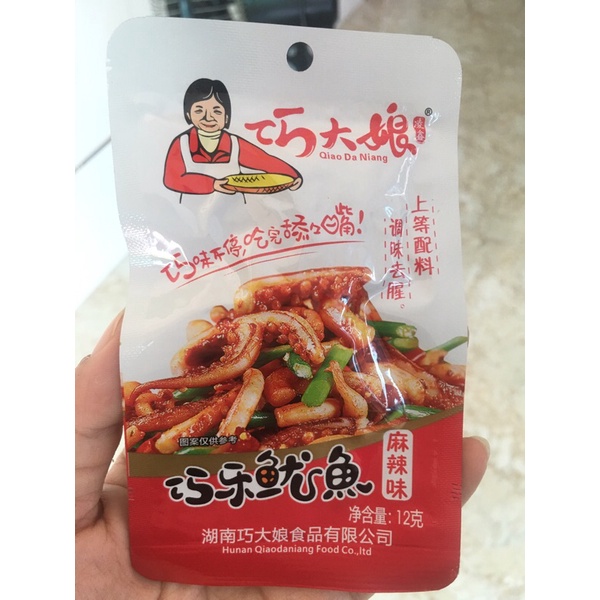 巧大娘®
凌鑫
Qiao Da Niang
巧味不停,吃完舔口嘴!
上等配料
调味去腥。
图案仅供参考
巧乐鱿鱼
麻辣味
净含量:12克
湖南巧大娘食品有限公司
Hunan Qiaodaniang Food Co.,ltd